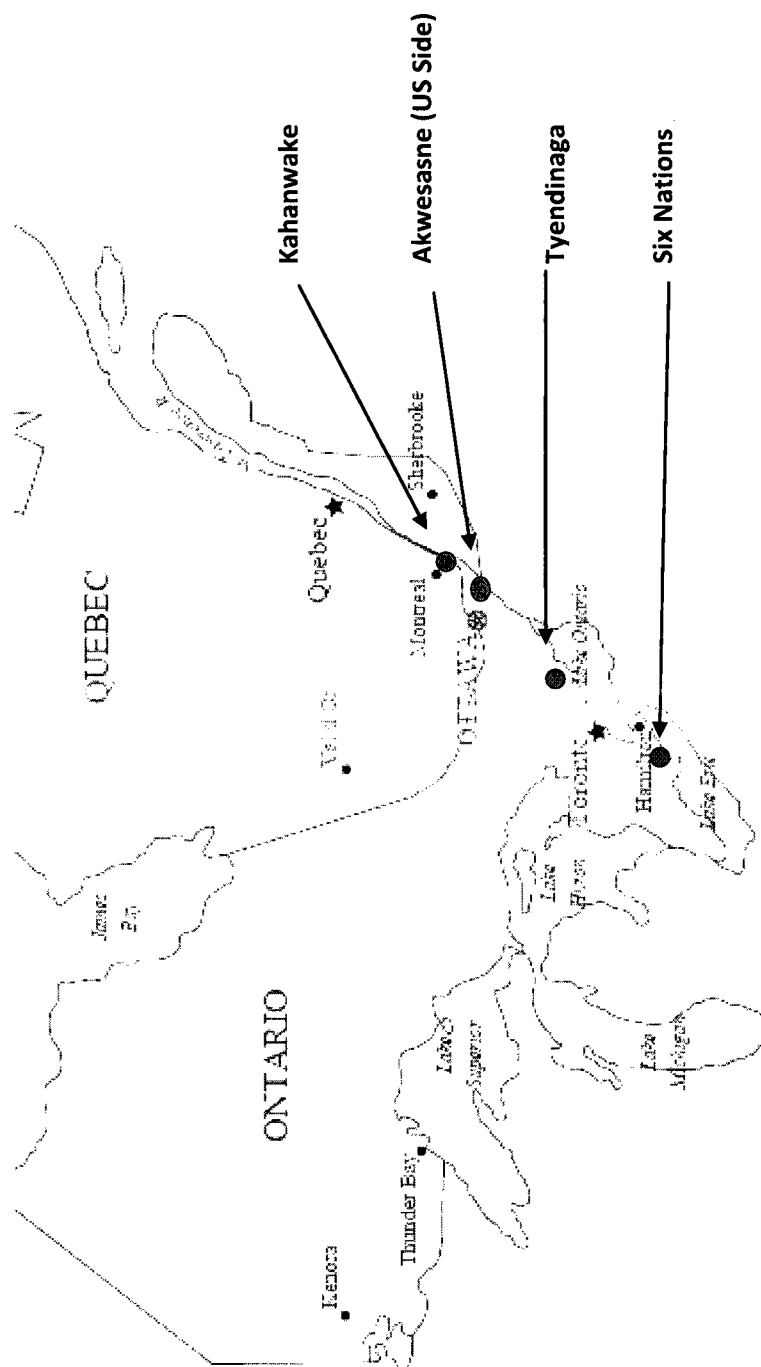 QUEBEC
ONTARIO
James
Bay
Kenora
Thunder Bay
Lake
Superior
Lake
Michigan
Lake
Huron
Quebec
Montreal
Sherbrooke
OTTAWA
Toronto
Hamilton
Lake Ontario
Lake Erie
N
Kahanwake
Akwesasne (US Side)
Tyendinaga
Six Nations